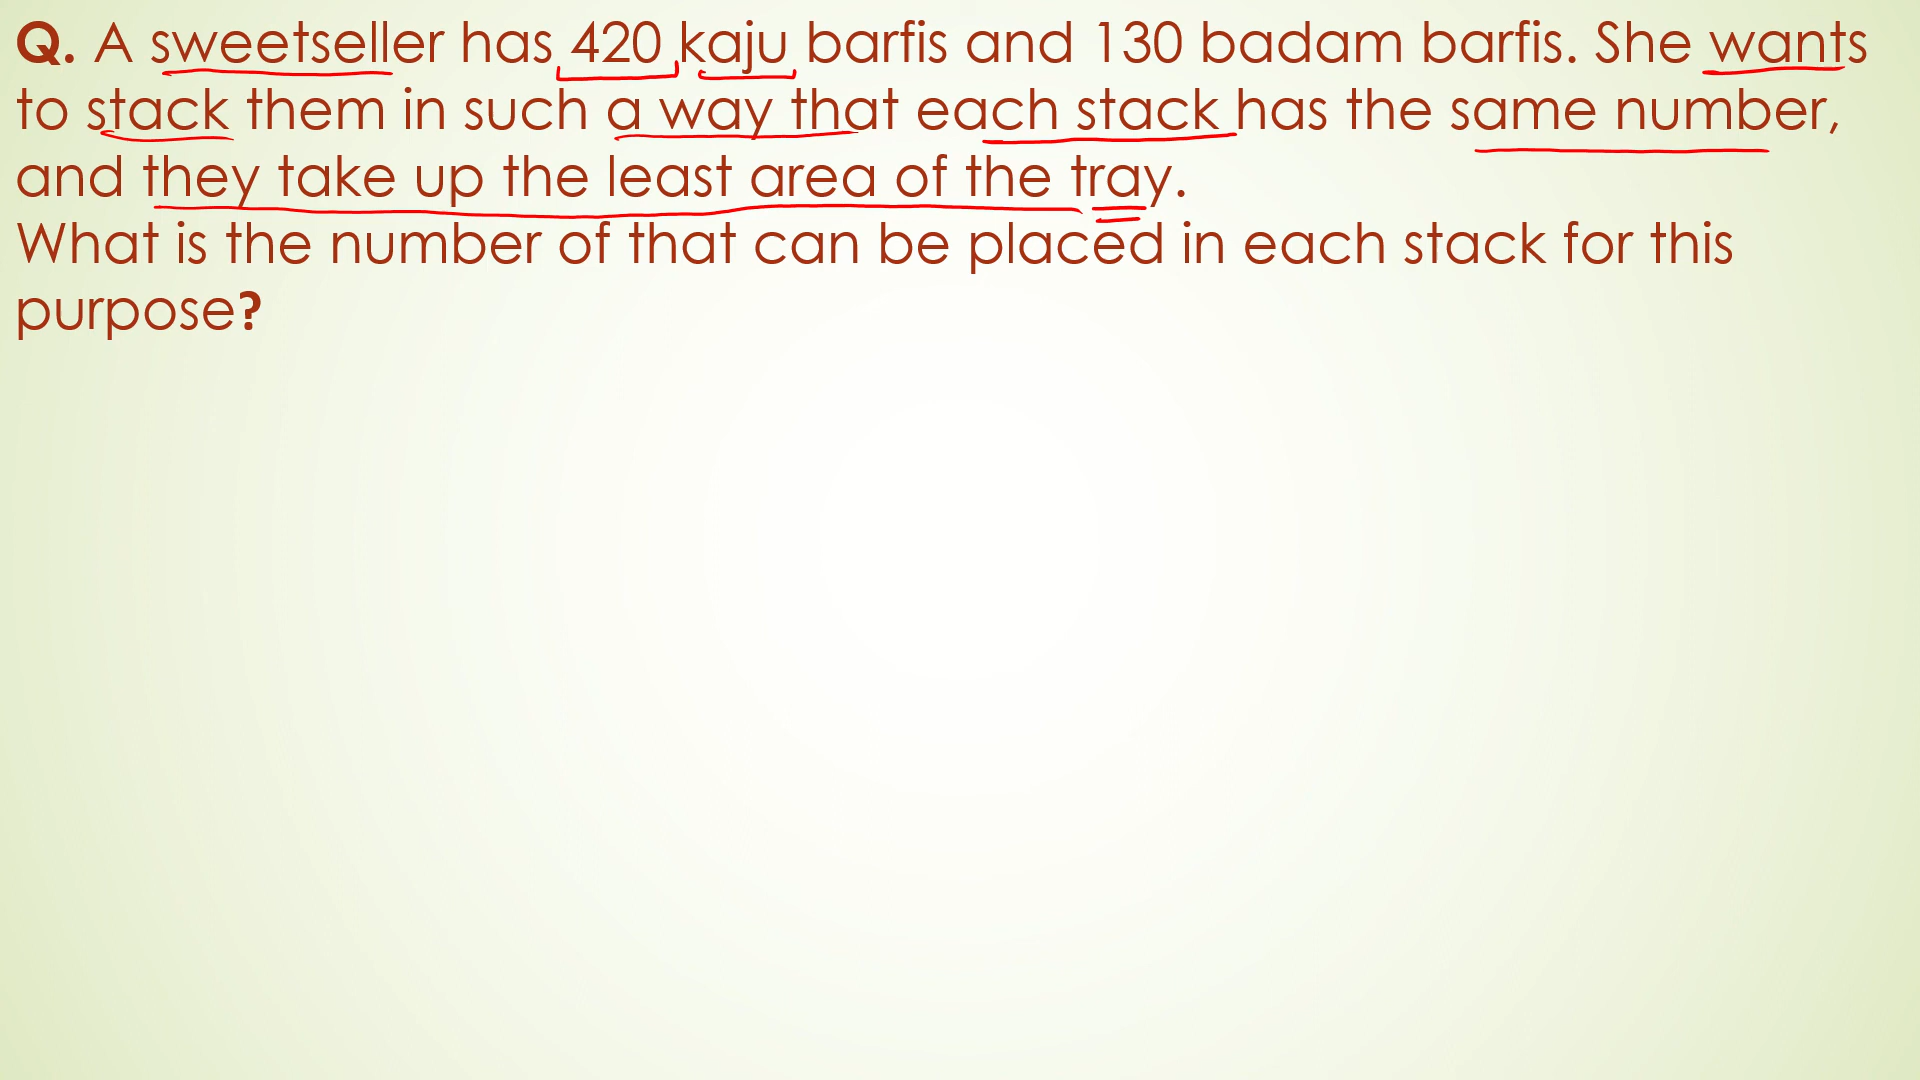 Q. A sweetseller has 420 kaju barfis and 130 badam barfis. She wants
to stack them in such a way that each stack has the same number,
and they take up the least area of the tray.
What is the number of that can be placed in each stack for this
purpose?